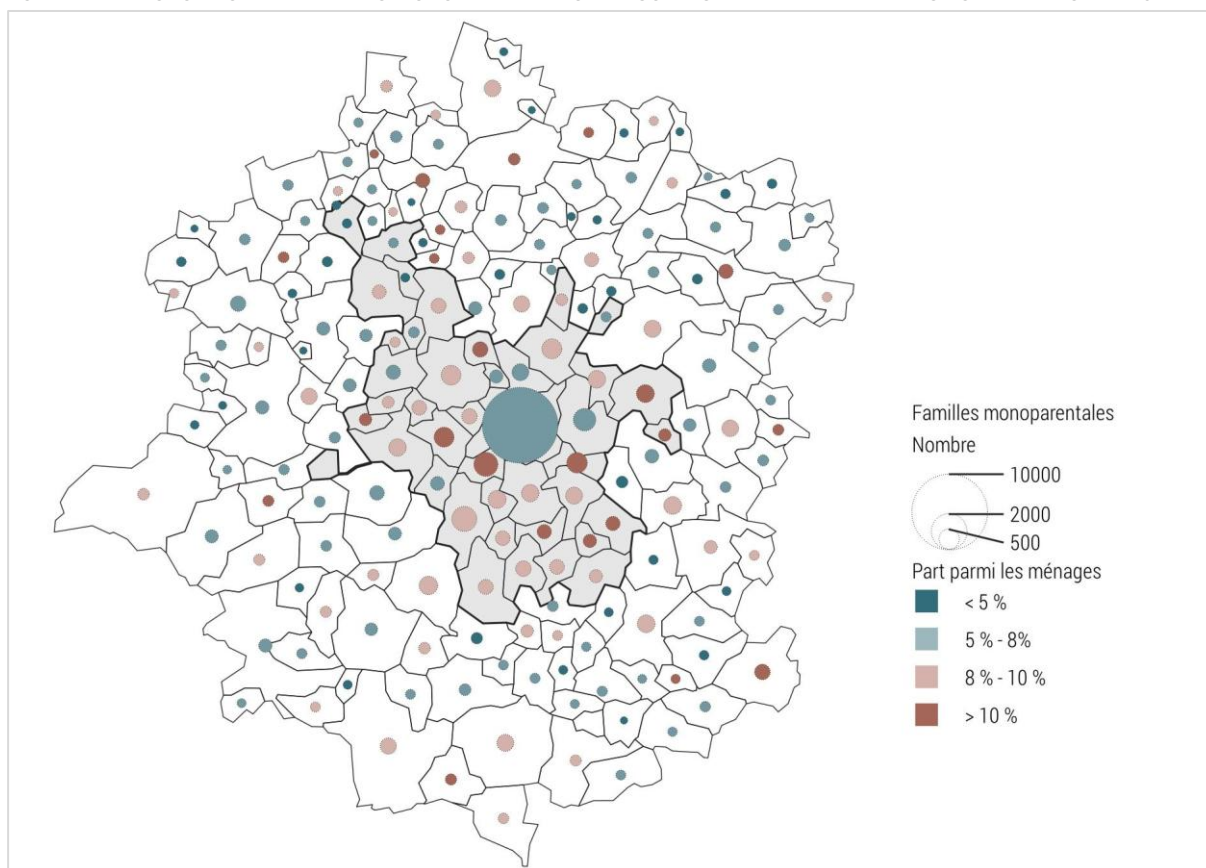 Familles monoparentales
Nombre
10000
2000
500
Part parmi les ménages
< 5 %
5 % - 8%
8 % - 10 %
> 10 %